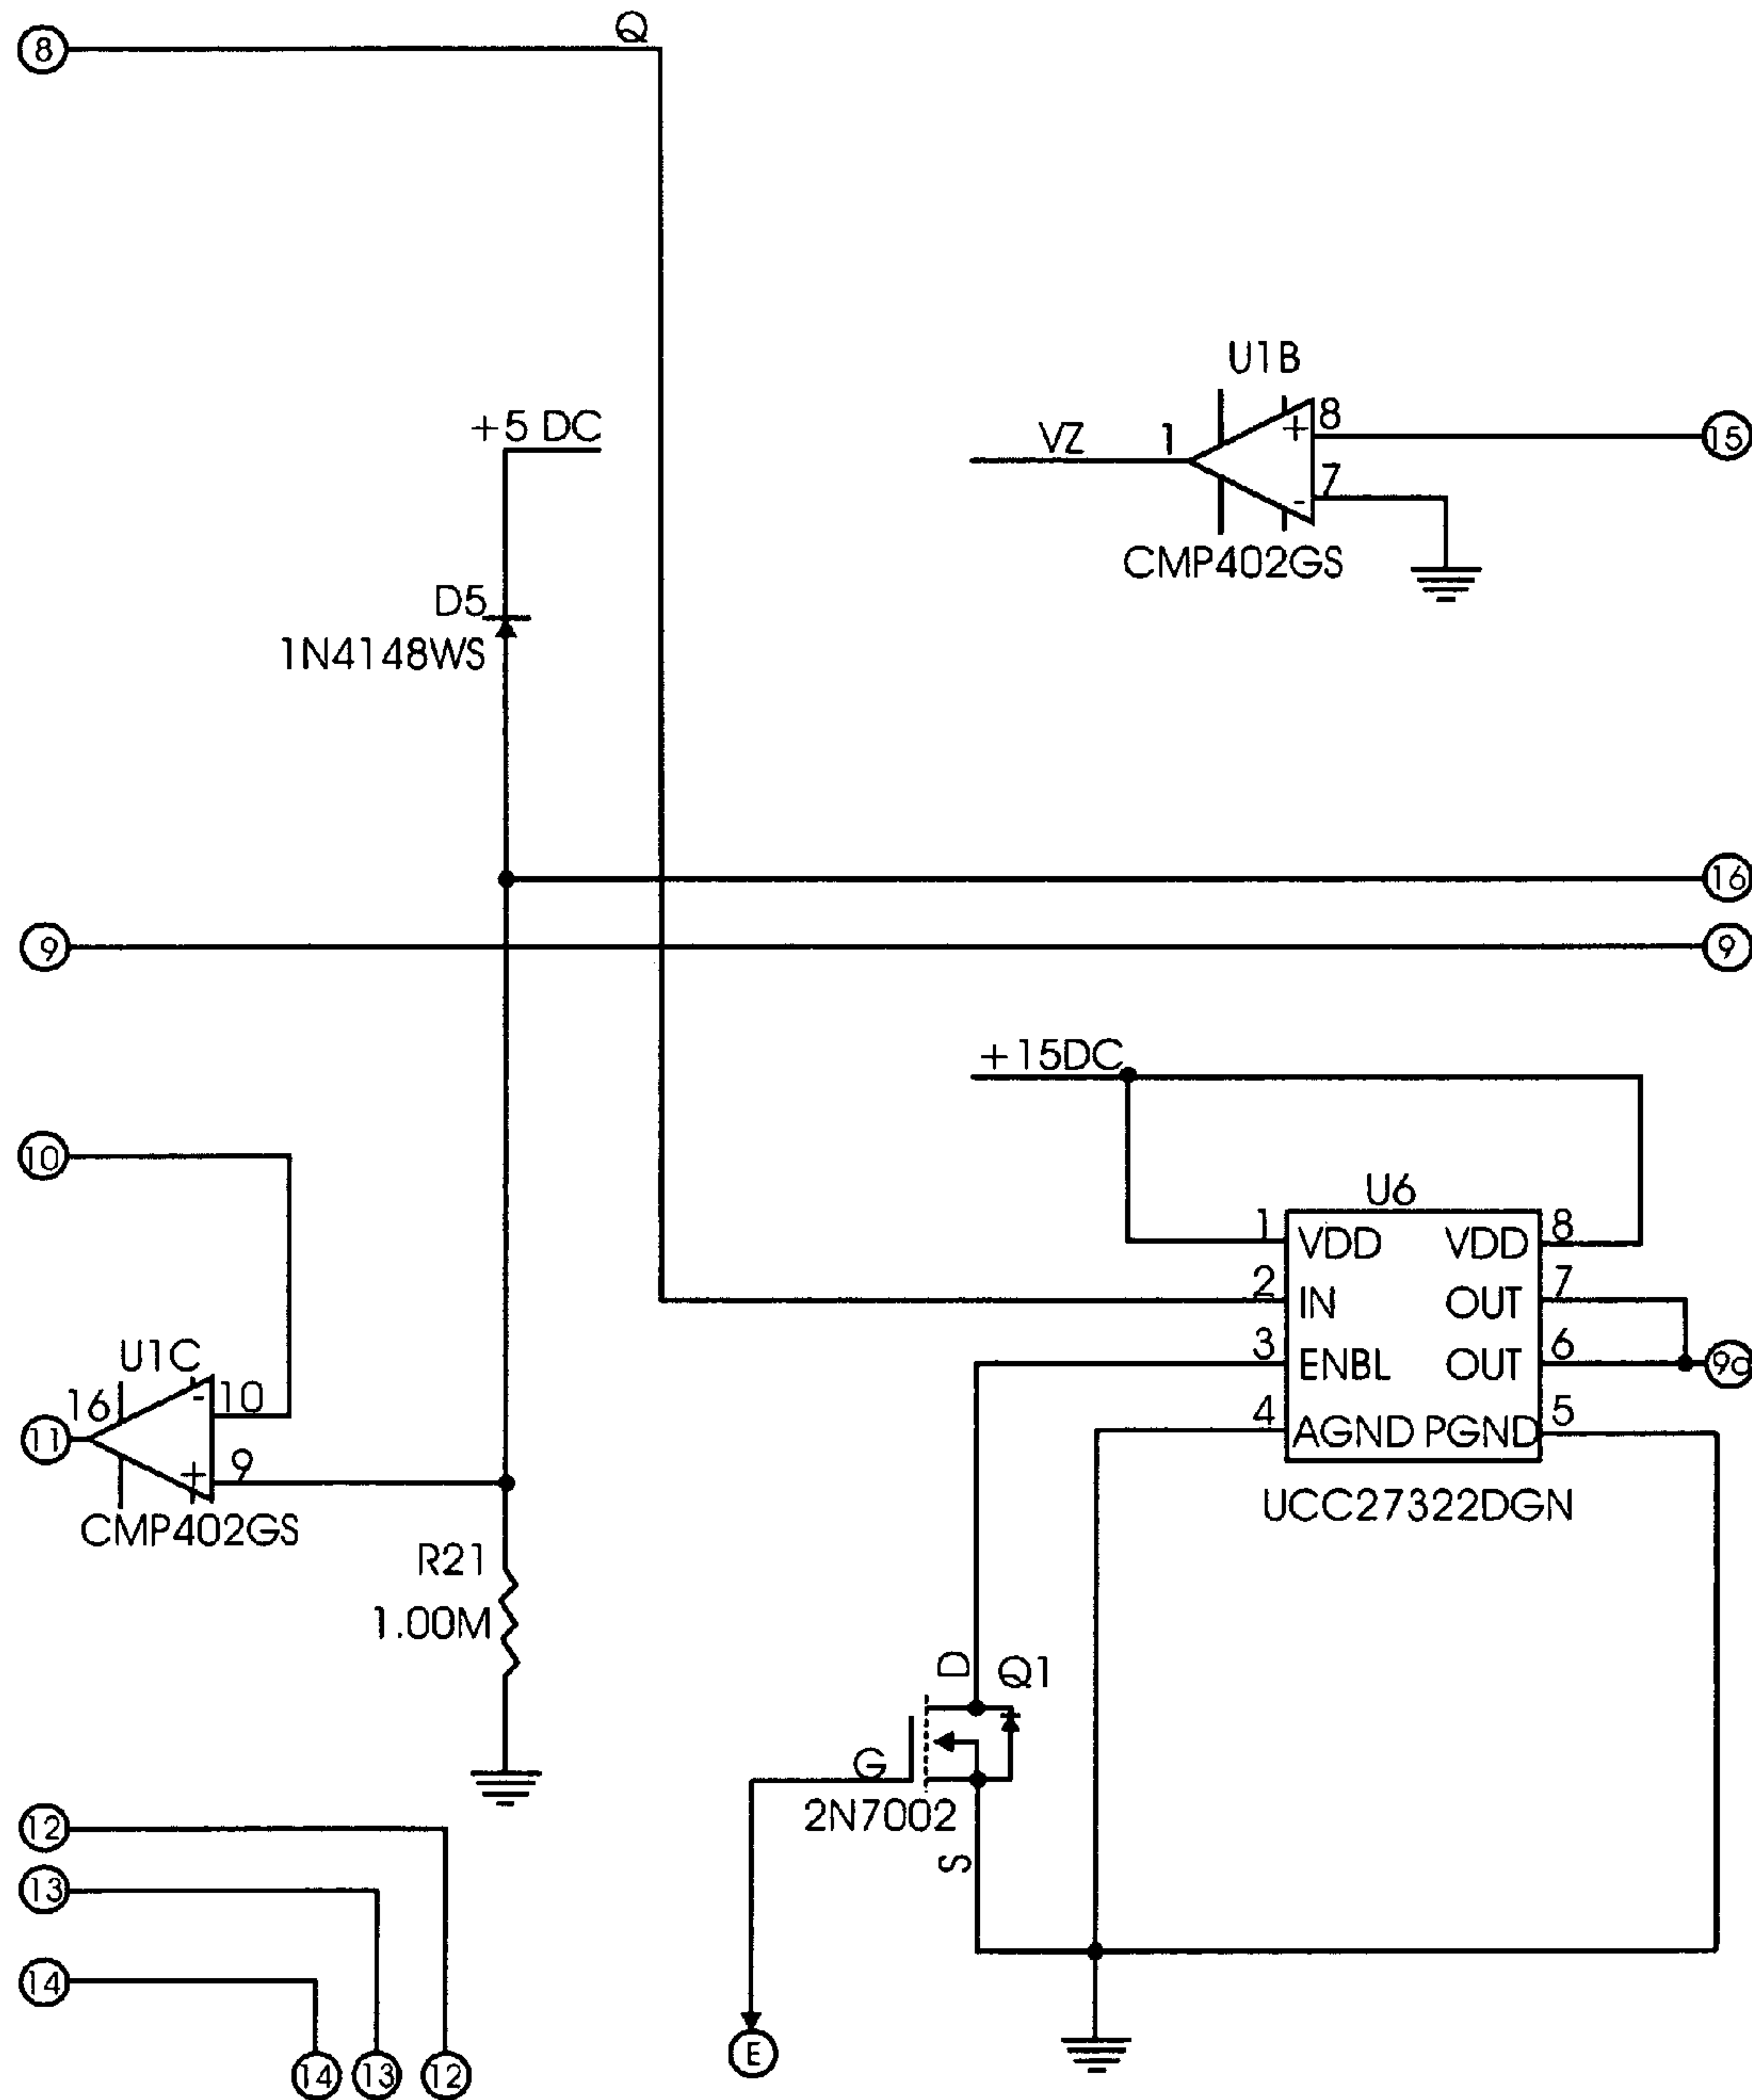 8
Q
U1B
+5 DC
VZ
1
+
8
15
7
-
CMP402GS
D5
1N4148WS
16
9
9
+15DC
10
U6
1
VDD
VDD
8
2
IN
OUT
7
3
ENBL
OUT
6
4
AGND
PGND
5
UCC27322DGN
U1C
16
-
10
11
+
9
CMP402GS
R21
1.00M
D
Q1
G
2N7002
S
12
13
14
14
13
12
E